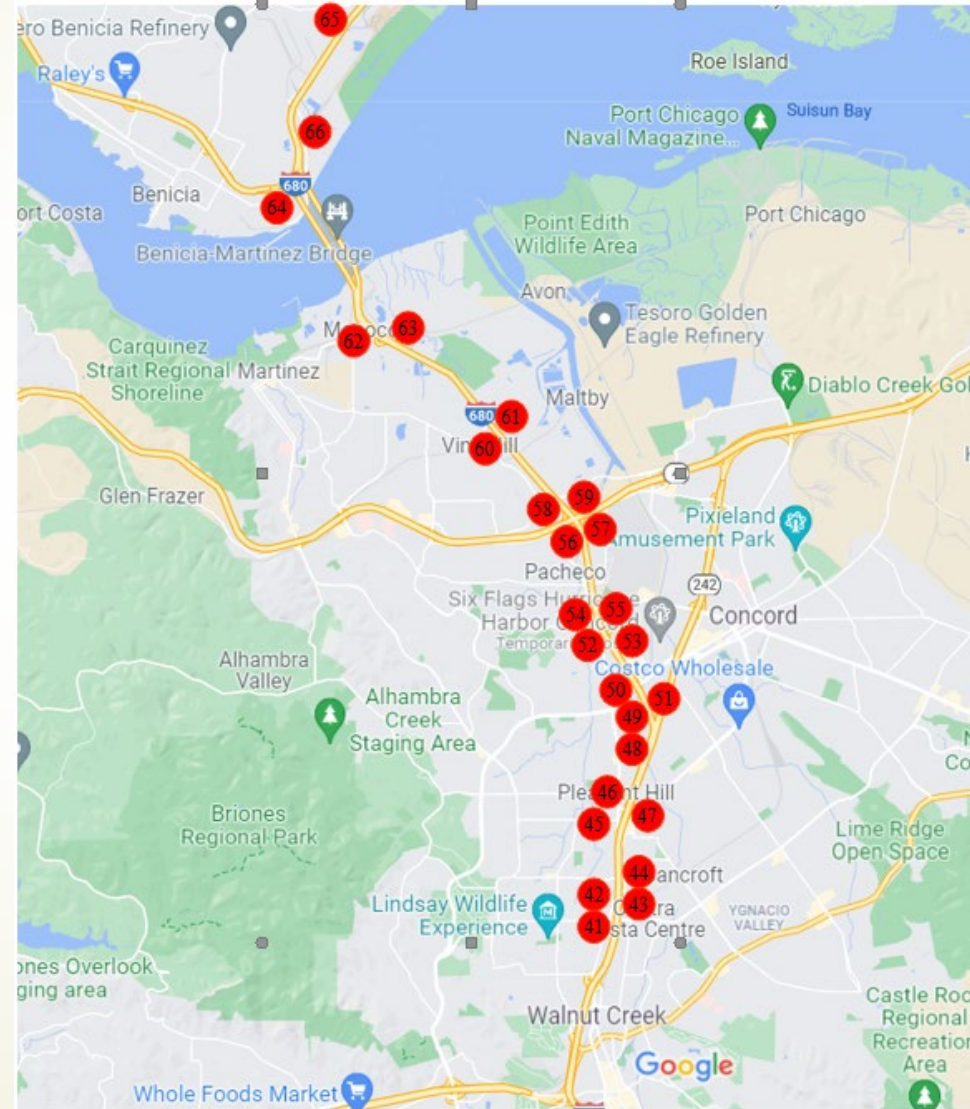 65
ero Benicia Refinery
Raley's
Roe Island
Port Chicago
Naval Magazine...
Suisun Bay
66
680
Benicia
64
ort Costa
Point Edith
Wildlife Area
Port Chicago
Benicia-Martinez Bridge
Avon
Tesoro Golden
Eagle Refinery
63
62
Carquinez
Strait Regional
Shoreline
Martinez
Diablo Creek Gol
Maltby
680
61
60
Glen Frazer
58
59
57
56
Pixieland
Amusement Park
Pacheco
242
Six Flags Hurricane
Harbor Concord
54
55
52
53
Concord
Costco Wholesale
Alhambra
Valley
Alhambra
Creek
Staging Area
50
51
49
48
46
47
45
Pleasant Hill
Briones
Regional Park
Lime Ridge
Open Space
44
ancroft
42
43
41
sta Centre
Lindsay Wildlife
Experience
YGNACIO
VALLEY
ones Overlook
ging area
Walnut Creek
Castle Roc
Regional
Recreation
Area
Google
Whole Foods Market